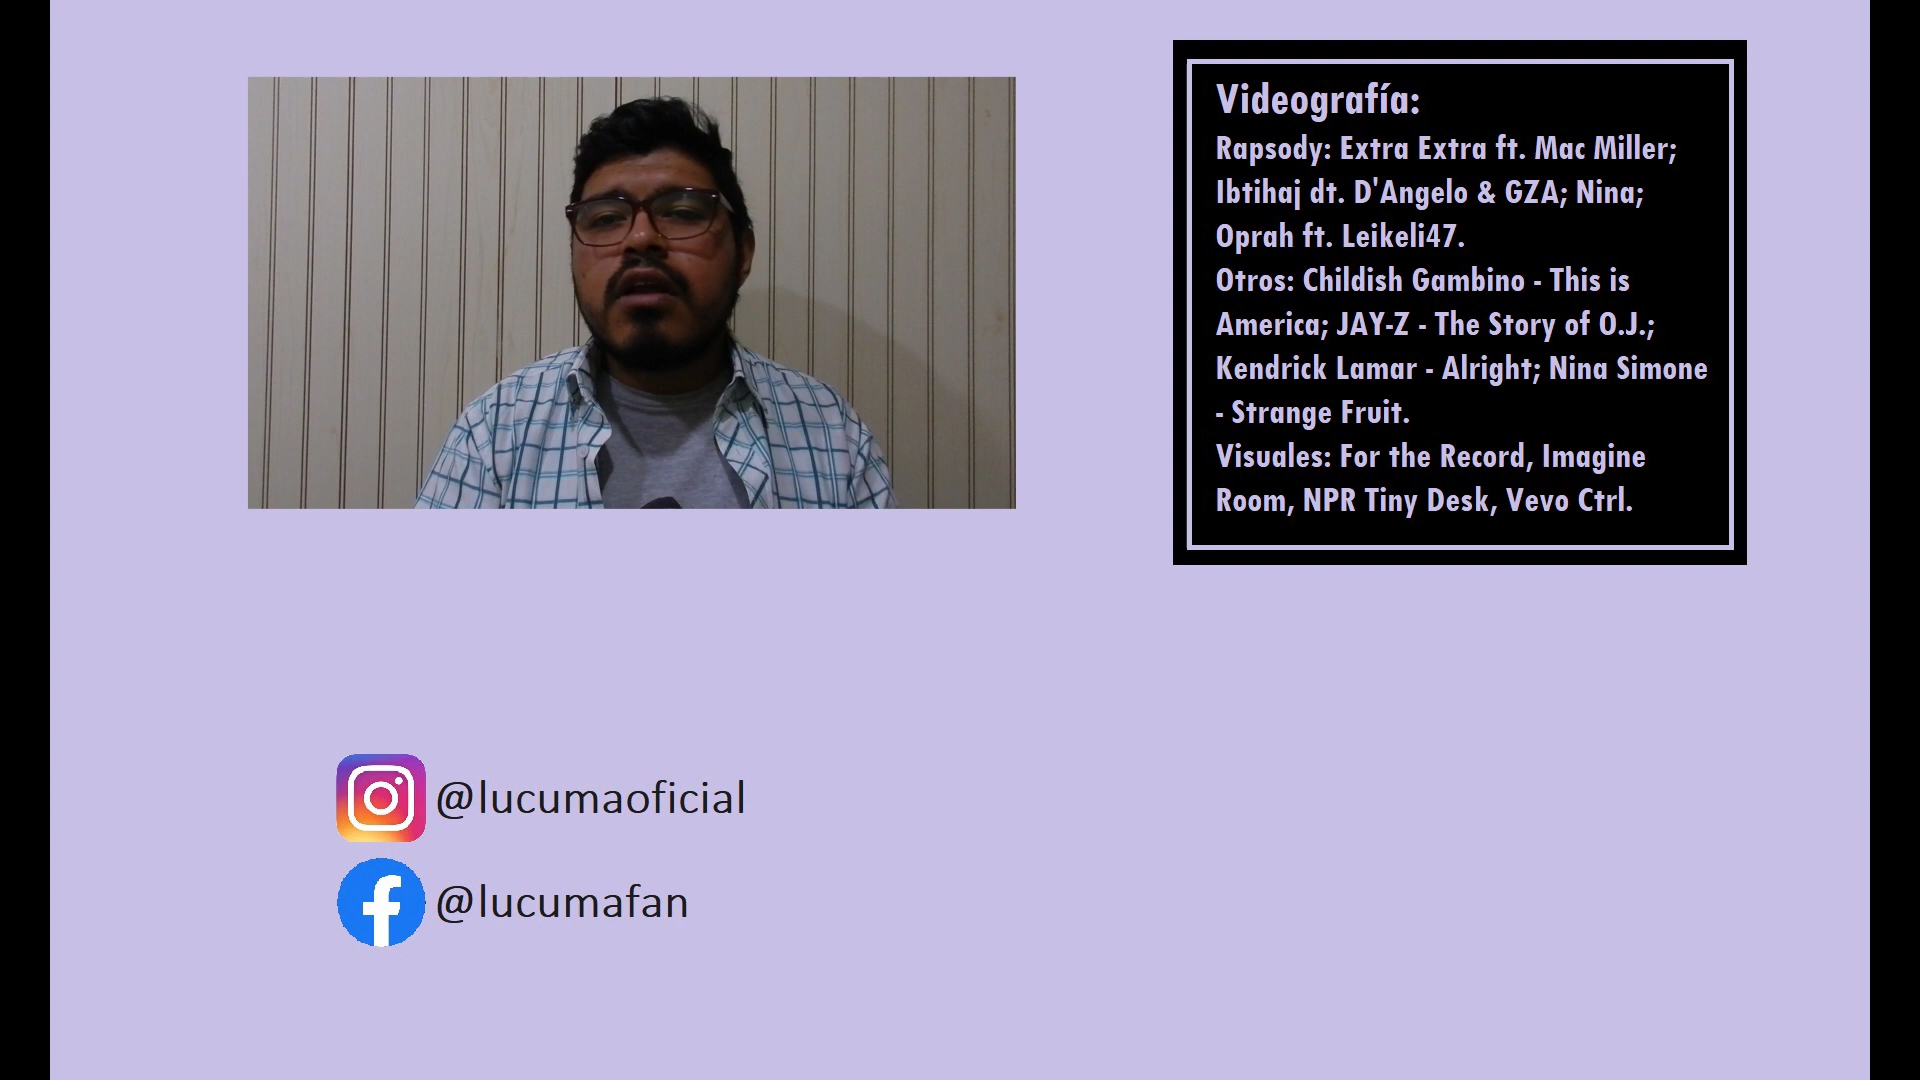 Videografía:
Rapsody: Extra Extra ft. Mac Miller;
Ibtihaj dt. D'Angelo & GZA; Nina;
Oprah ft. Leikeli47.
Otros: Childish Gambino - This is
America; JAY-Z - The Story of O.J.;
Kendrick Lamar - Alright; Nina Simone
- Strange Fruit.
Visuales: For the Record, Imagine
Room, NPR Tiny Desk, Vevo Ctrl.
@lucumaoficial
@lucumafan